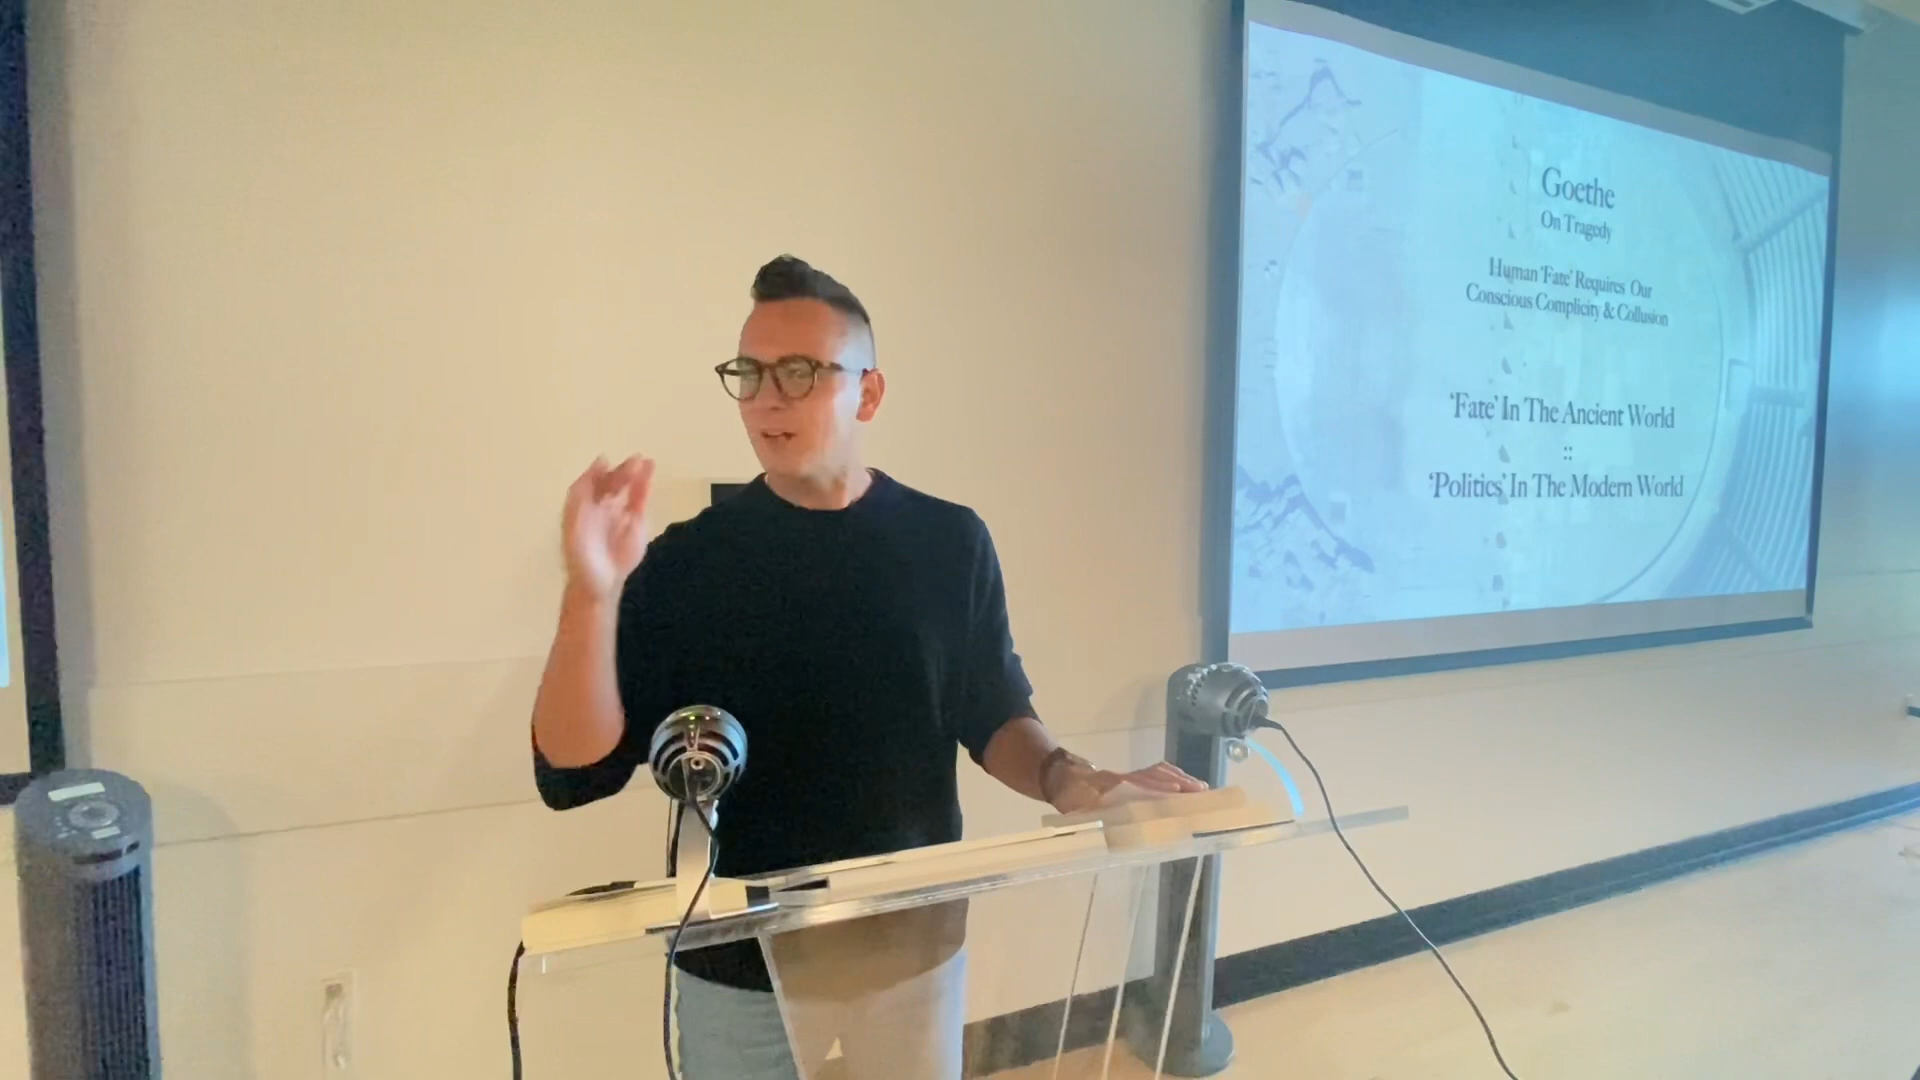 Goethe
On Tragedy
Human 'Fate' Requires Our
Conscious Complicity & Collusion
'Fate' In The Ancient World
::
'Politics' In The Modern World